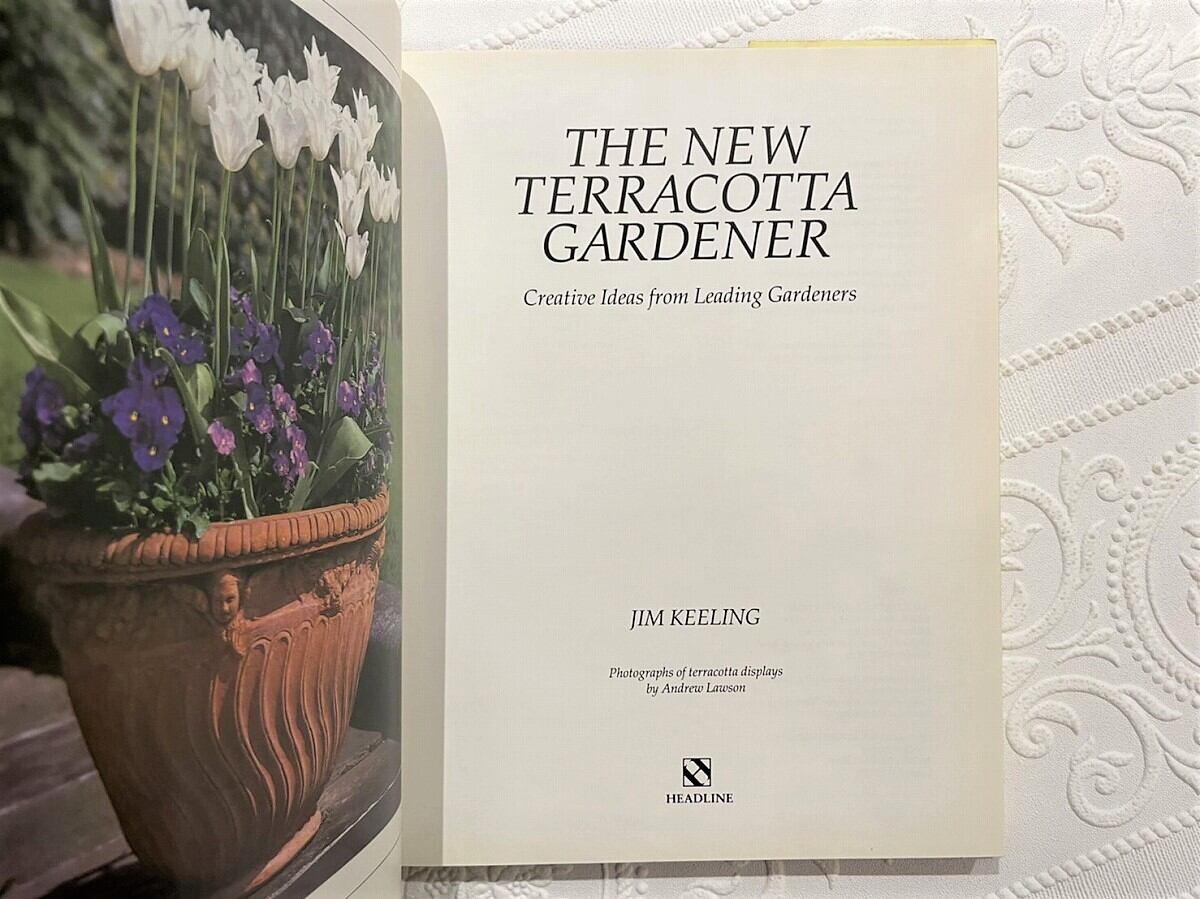 THE NEW
TERRACOTTA
GARDENER
Creative Ideas from Leading Gardeners
JIM KEELING
Photographs of terracotta displays
by Andrew Lawson
HEADLINE